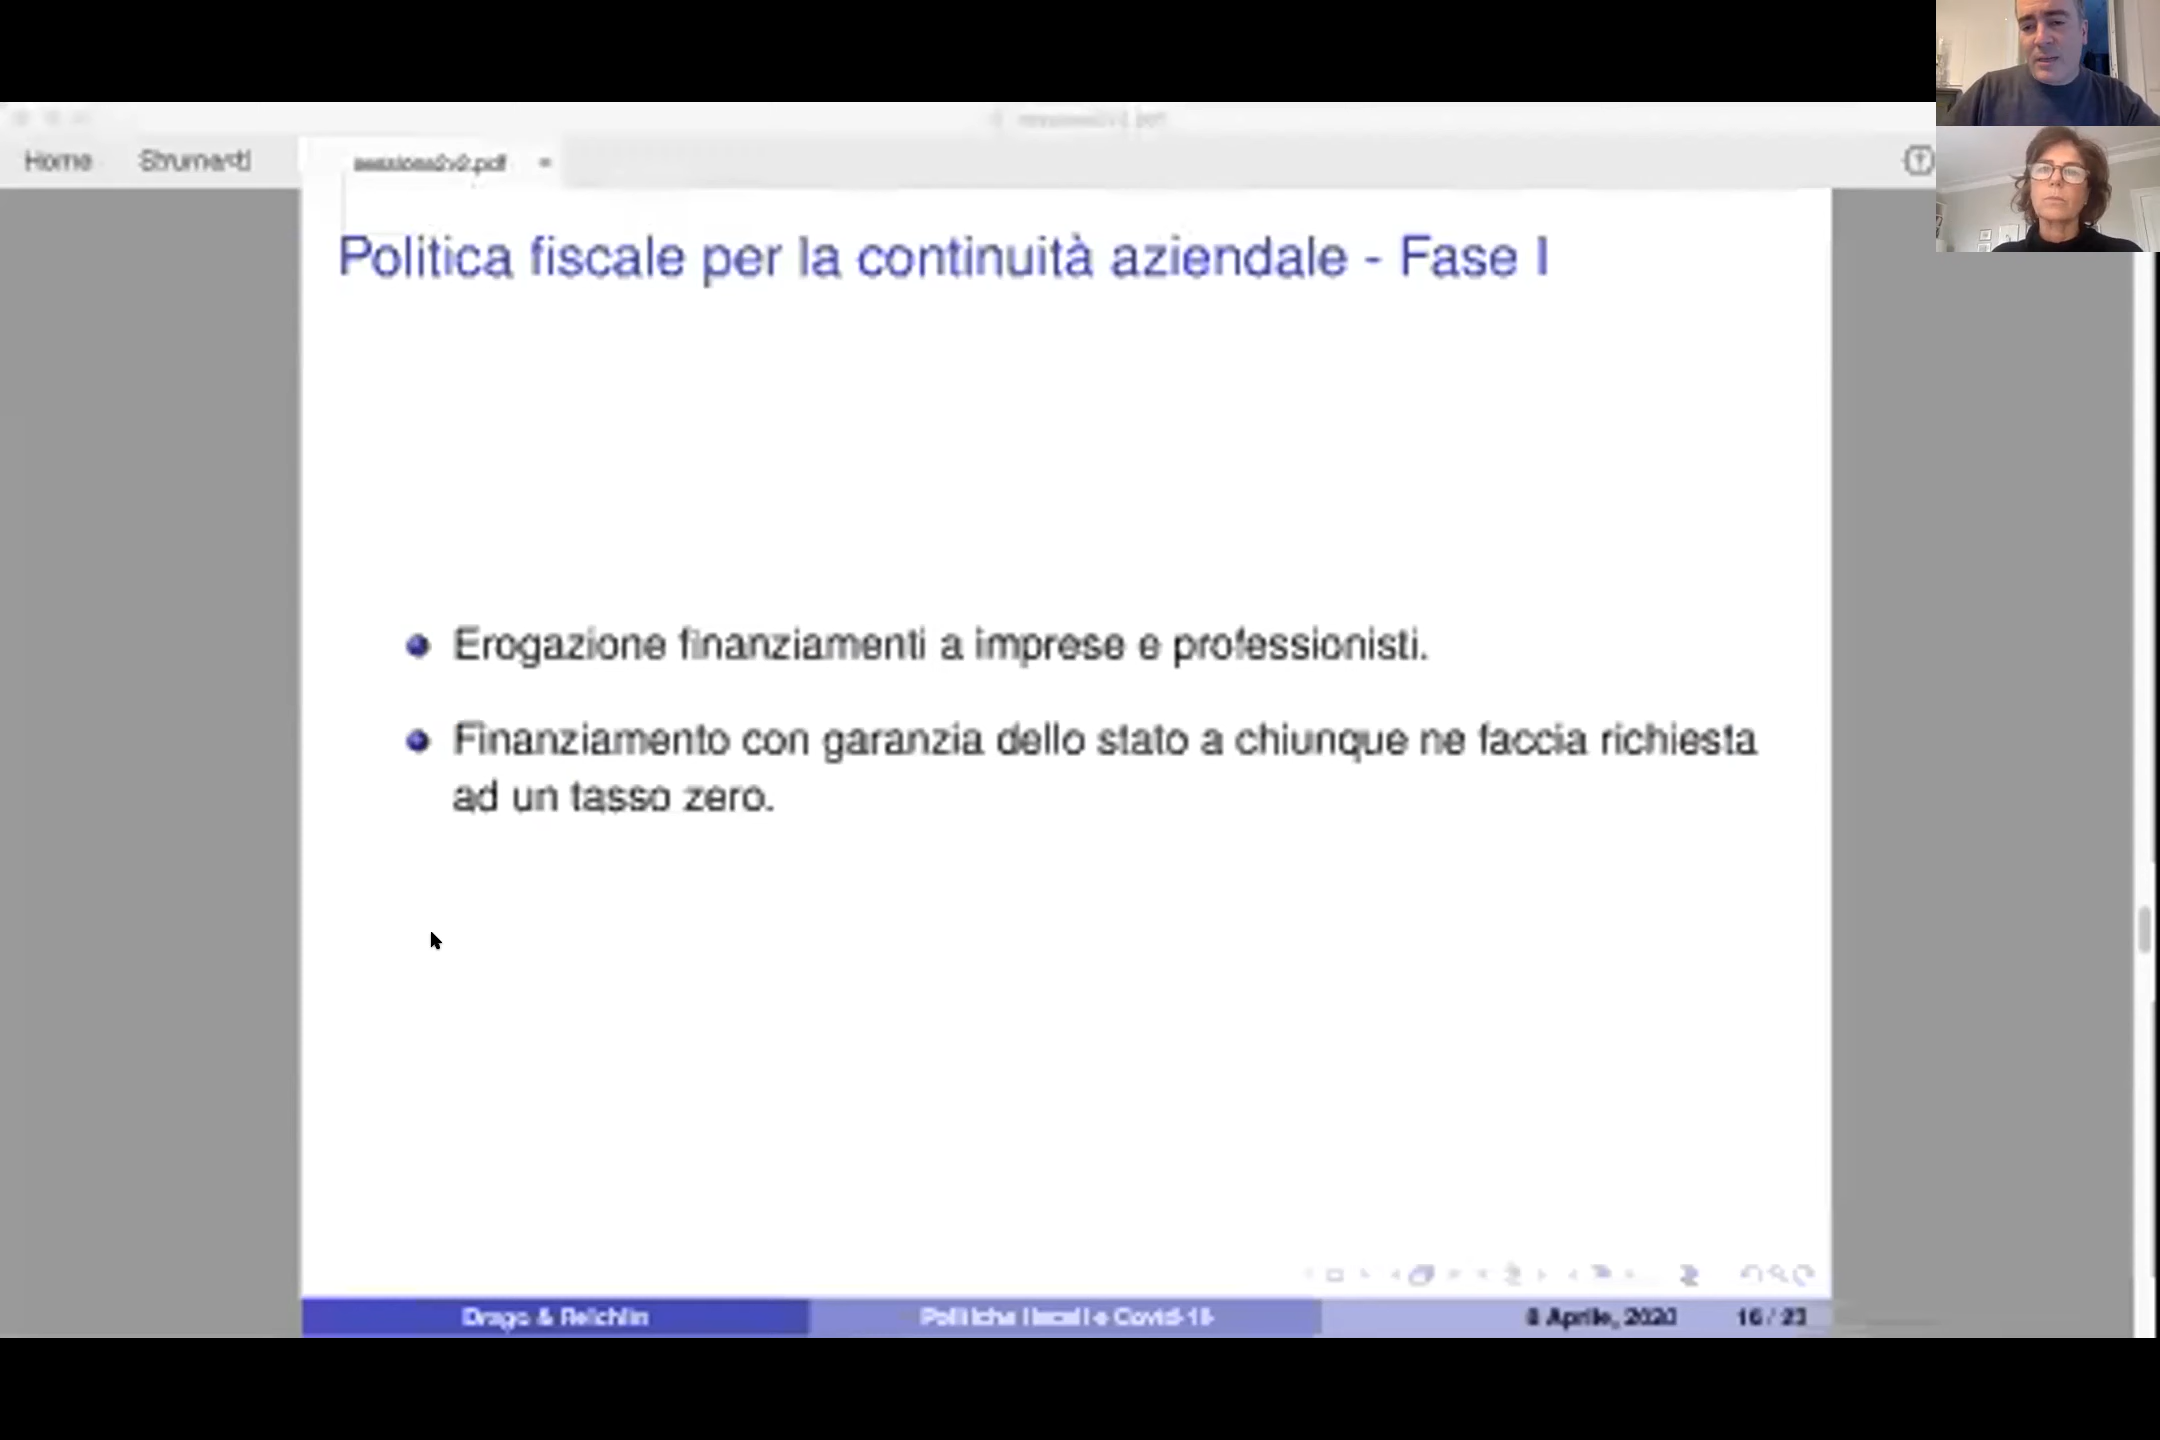 Home Strumenti sessione2v2.pdf
Politica fiscale per la continuità aziendale - Fase I
Erogazione finanziamenti a imprese e professionisti.
Finanziamento con garanzia dello stato a chiunque ne faccia richiesta
ad un tasso zero.
Drago & Reichlin Politiche fiscali e Covid-19 8 Aprile, 2020 16 / 23